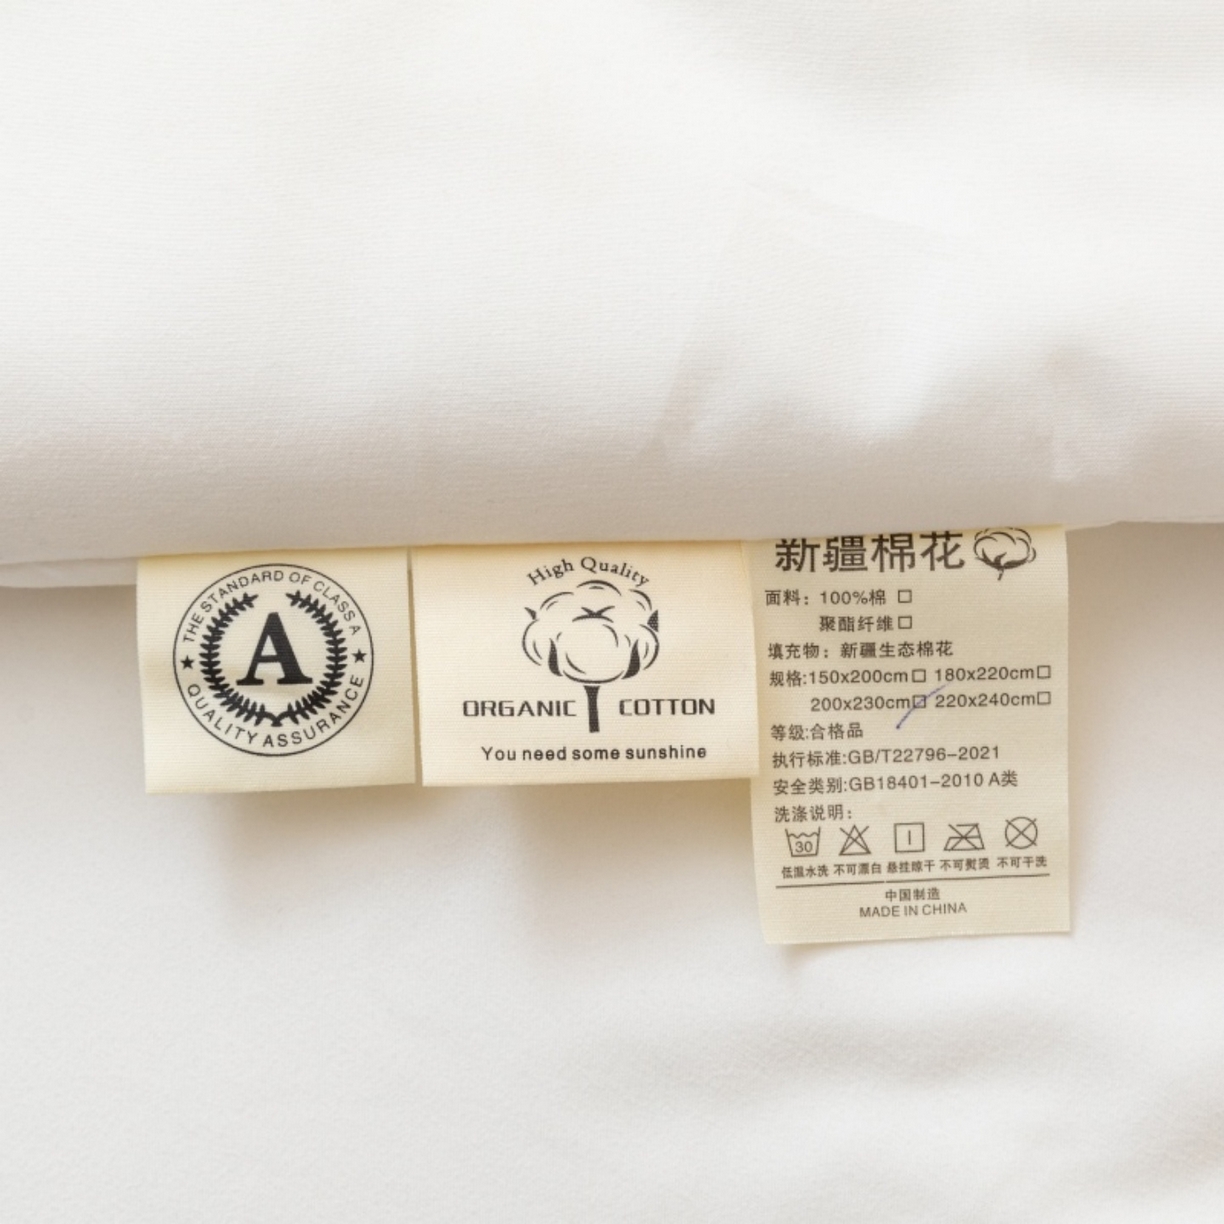 THE STANDARD OF CLASS A
A
QUALITY ASSURANCE
High Quality
ORGANIC COTTON
You need some sunshine
新疆棉花
面料：100%棉 □
聚酯纤维□
填充物：新疆生态棉花
规格:150x200cm□ 180x220cm□
200x230cm☑ 220x240cm□
等级:合格品
执行标准:GB/T22796-2021
安全类别:GB18401-2010 A类
洗涤说明：
30
低温水洗 不可漂白 悬挂晾干 不可熨烫 不可干洗
中国制造
MADE IN CHINA